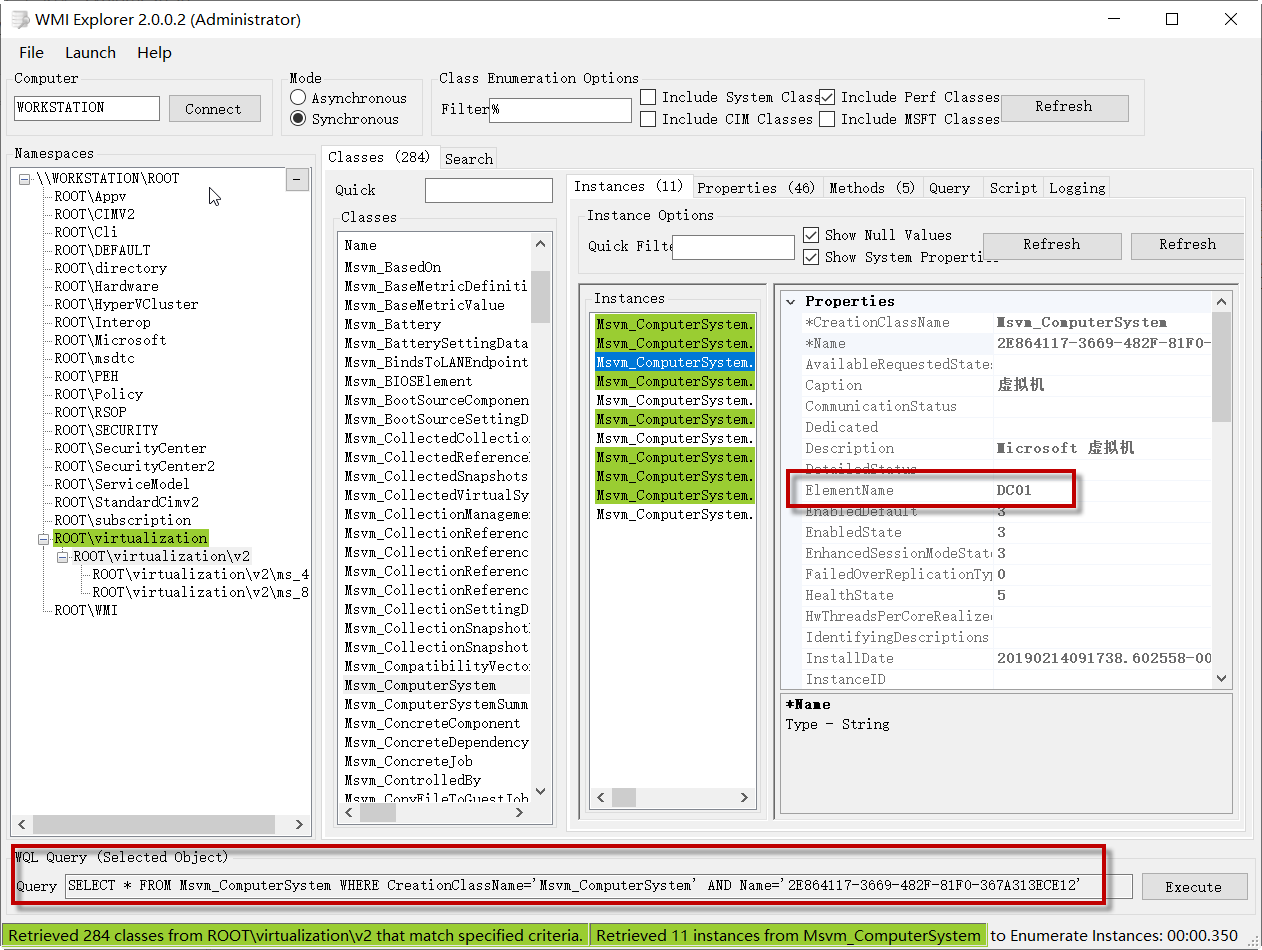 WMI Explorer 2.0.0.2 (Administrator)
File Launch Help
Computer
WORKSTATION
Connect
Mode
Asynchronous
Synchronous
Class Enumeration Options
Filter %
Include System Class
Include Perf Classes
Include CIM Classes
Include MSFT Classes
Refresh
Namespaces
\\WORKSTATION\ROOT
ROOT\Appv
ROOT\CIMV2
ROOT\Cli
ROOT\DEFAULT
ROOT\directory
ROOT\Hardware
ROOT\HyperVCluster
ROOT\Interop
ROOT\Microsoft
ROOT\msdtc
ROOT\PEH
ROOT\Policy
ROOT\RSOP
ROOT\SECURITY
ROOT\SecurityCenter
ROOT\SecurityCenter2
ROOT\ServiceModel
ROOT\StandardCimv2
ROOT\subscription
ROOT\virtualization
ROOT\virtualization\v2
ROOT\virtualization\v2\ms_4
ROOT\virtualization\v2\ms_8
ROOT\WMI
Classes (284) Search
Quick
Classes
Name
Msvm_BasedOn
Msvm_BaseMetricDefiniti
Msvm_BaseMetricValue
Msvm_Battery
Msvm_BatterySettingData
Msvm_BindsToLANEndpoint
Msvm_BIOSElement
Msvm_BootSourceComponen
Msvm_BootSourceSettingD
Msvm_CollectedCollectio
Msvm_CollectedReference
Msvm_CollectedSnapshots
Msvm_CollectedVirtualSy
Msvm_CollectionManageme
Msvm_CollectionReferenc
Msvm_CollectionReferenc
Msvm_CollectionReferenc
Msvm_CollectionReferenc
Msvm_CollectionSettingD
Msvm_CollectionSnapshot
Msvm_CollectionSnapshot
Msvm_CompatibilityVecto
Msvm_ComputerSystem
Msvm_ComputerSystemSumm
Msvm_ConcreteComponent
Msvm_ConcreteDependency
Msvm_ConcreteJob
Msvm_ControlledBy
Msvm_CopyFileToGuestJob
Instances (11) Properties (46) Methods (5) Query Script Logging
Instance Options
Quick Filte
Show Null Values
Show System Properti
Refresh
Refresh
Instances
Msvm_ComputerSystem.
Msvm_ComputerSystem.
Msvm_ComputerSystem.
Msvm_ComputerSystem.
Msvm_ComputerSystem.
Msvm_ComputerSystem.
Msvm_ComputerSystem.
Msvm_ComputerSystem.
Msvm_ComputerSystem.
Msvm_ComputerSystem.
Msvm_ComputerSystem.
Properties
*CreationClassName Msvm_ComputerSystem
*Name 2E864117-3669-482F-81F0-
AvailableRequestedStates
Caption 虚拟机
CommunicationStatus
Dedicated
Description Microsoft 虚拟机
DetailedStatus
ElementName DC01
EnabledDefault 3
EnabledState 3
EnhancedSessionModeState 3
FailedOverReplicationTyp 0
HealthState 5
HwThreadsPerCoreRealized
IdentifyingDescriptions
InstallDate 20190214091738.602558-00
InstanceID
*Name
Type - String
WQL Query (Selected Object)
Query SELECT * FROM Msvm_ComputerSystem WHERE CreationClassName='Msvm_ComputerSystem' AND Name='2E864117-3669-482F-81F0-367A313ECE12'
Execute
Retrieved 284 classes from ROOT\virtualization\v2 that match specified criteria. Retrieved 11 instances from Msvm_ComputerSystem to Enumerate Instances: 00:00.350